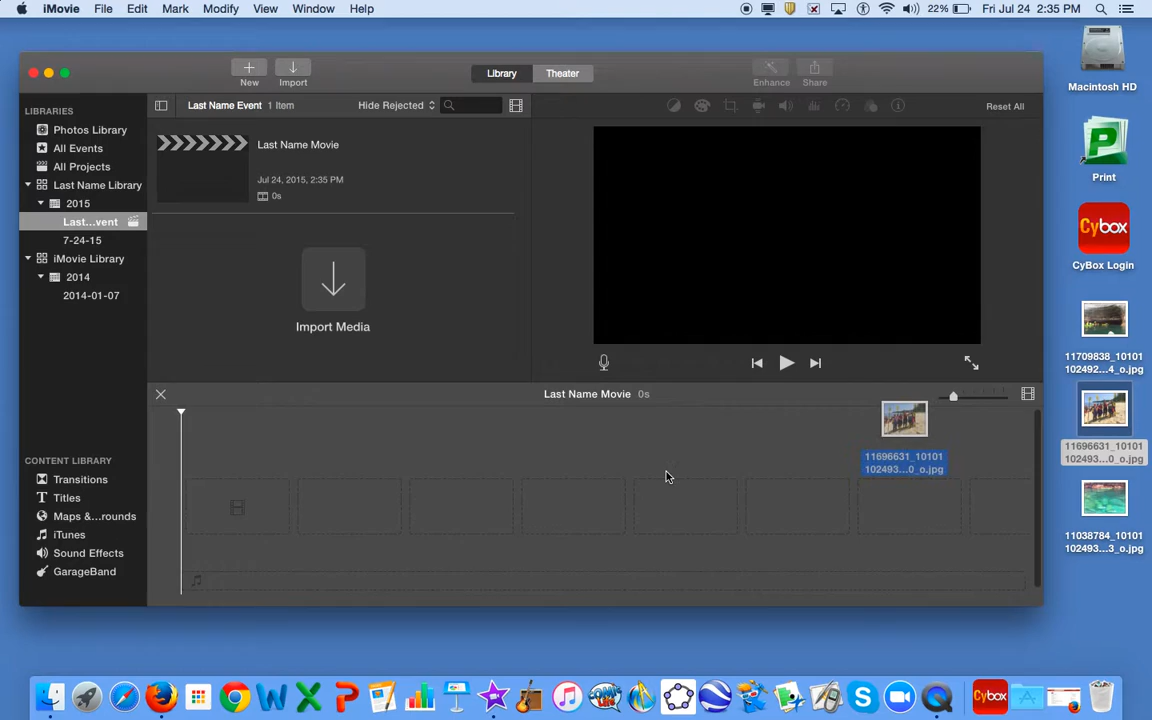 iMovie File Edit Mark Modify View Window Help 22% Fri Jul 24 2:35 PM
New Import Library Theater Enhance Share
LIBRARIES
Photos Library
All Events
All Projects
Last Name Library
2015
Last...vent
7-24-15
iMovie Library
2014
2014-01-07
Last Name Event 1 Item Hide Rejected
Reset All
Last Name Movie
Jul 24, 2015, 2:35 PM
0s
Import Media
Last Name Movie 0s
CONTENT LIBRARY
Transitions
Titles
Maps &...rounds
iTunes
Sound Effects
GarageBand
11696631_10101
102493...0_o.jpg
Macintosh HD
Print
Cybox
CyBox Login
11709838_10101
102492...4_o.jpg
11696631_10101
102493...0_o.jpg
11038784_10101
102493...3_o.jpg
Cybox